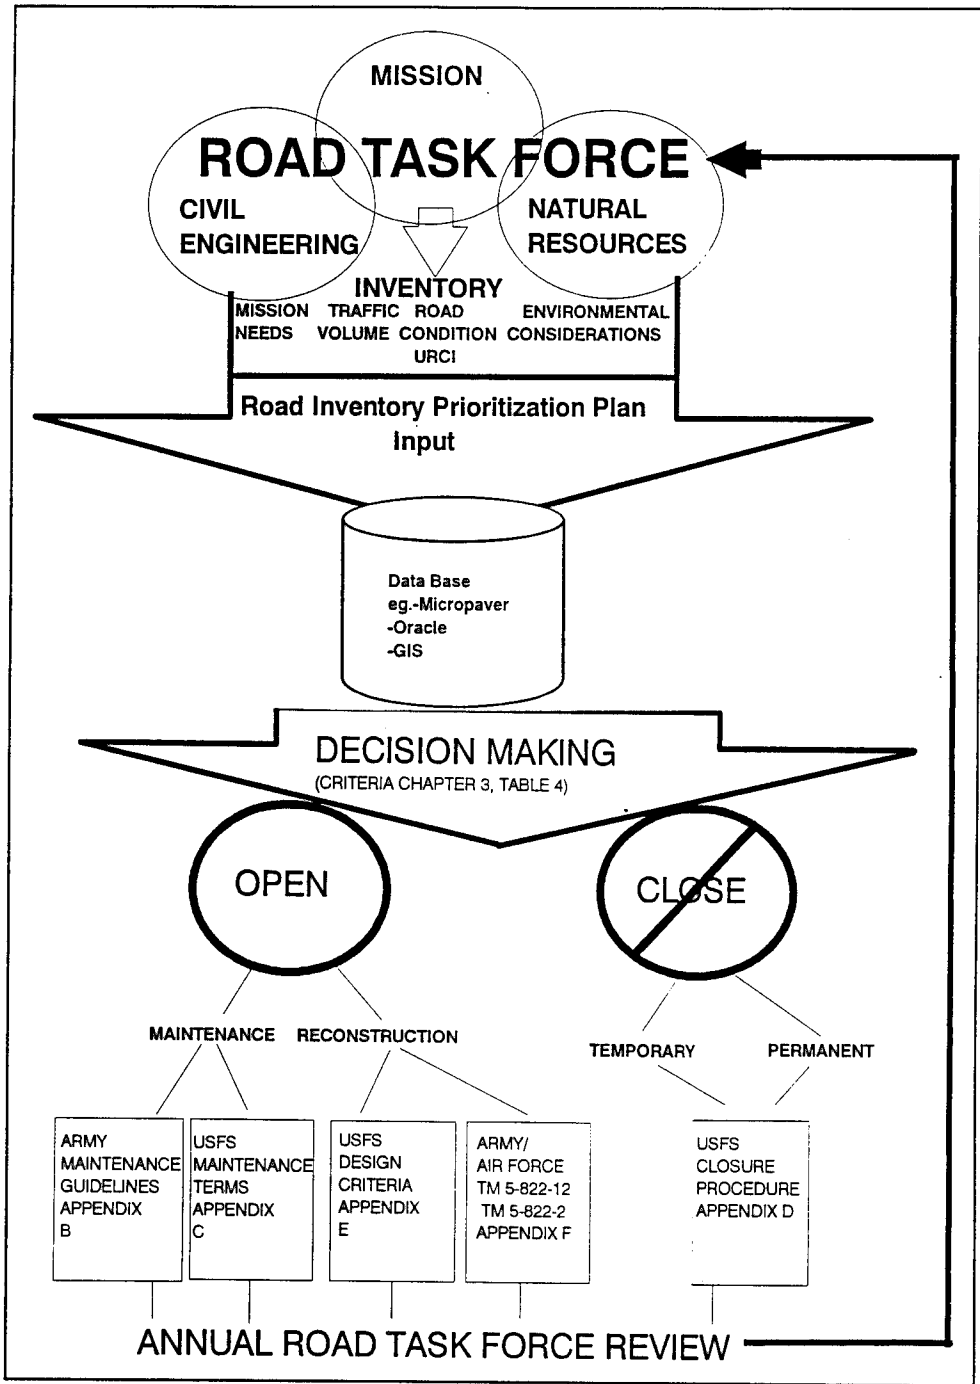 MISSION
ROAD TASK FORCE
CIVIL
ENGINEERING
NATURAL
RESOURCES
INVENTORY
MISSION TRAFFIC ROAD ENVIRONMENTAL
NEEDS VOLUME CONDITION CONSIDERATIONS
URCI
Road Inventory Prioritization Plan
Input
Data Base
eg.-Micropaver
-Oracle
-GIS
DECISION MAKING
(CRITERIA CHAPTER 3, TABLE 4)
OPEN
CLOSE
MAINTENANCE RECONSTRUCTION
TEMPORARY PERMANENT
ARMY
MAINTENANCE
GUIDELINES
APPENDIX
B
USFS
MAINTENANCE
TERMS
APPENDIX
C
USFS
DESIGN
CRITERIA
APPENDIX
E
ARMY/
AIR FORCE
TM 5-822-12
TM 5-822-2
APPENDIX F
USFS
CLOSURE
PROCEDURE
APPENDIX D
ANNUAL ROAD TASK FORCE REVIEW